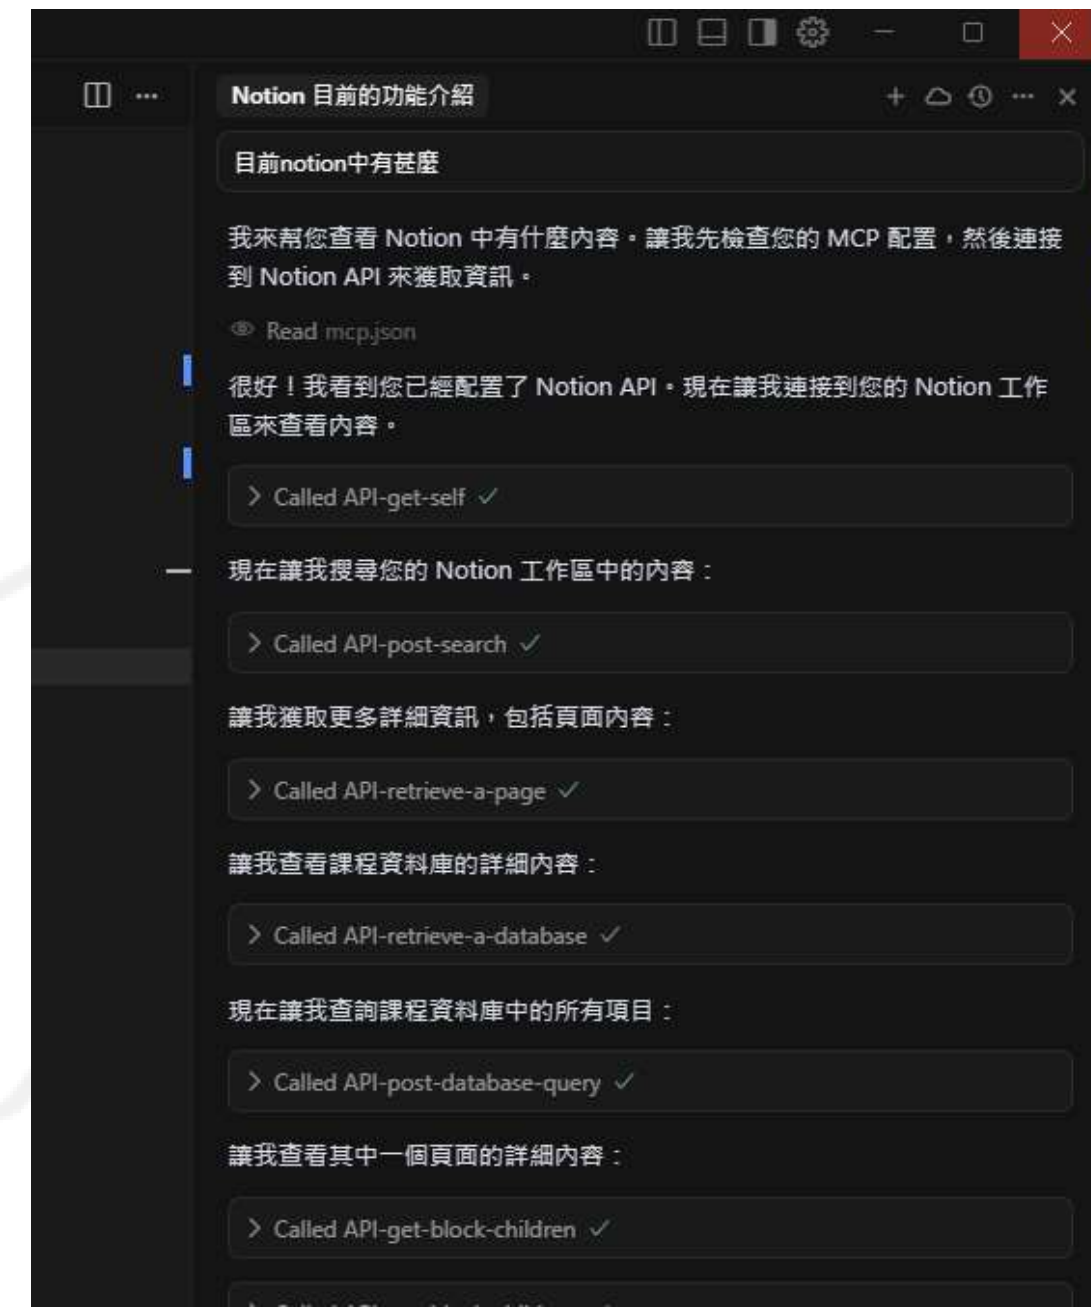 Notion 目前的功能介紹
目前notion中有甚麼
我來幫您查看 Notion 中有什麼內容。讓我先檢查您的 MCP 配置，然後連接
到 Notion API 來獲取資訊。
Read mcp.json
很好！我看到您已經配置了 Notion API。現在讓我連接到您的 Notion 工作
區來查看內容。
Called API-get-self
現在讓我搜尋您的 Notion 工作區中的內容：
Called API-post-search
讓我獲取更多詳細資訊，包括頁面內容：
Called API-retrieve-a-page
讓我查看課程資料庫的詳細內容：
Called API-retrieve-a-database
現在讓我查詢課程資料庫中的所有項目：
Called API-post-database-query
讓我查看其中一個頁面的詳細內容：
Called API-get-block-children